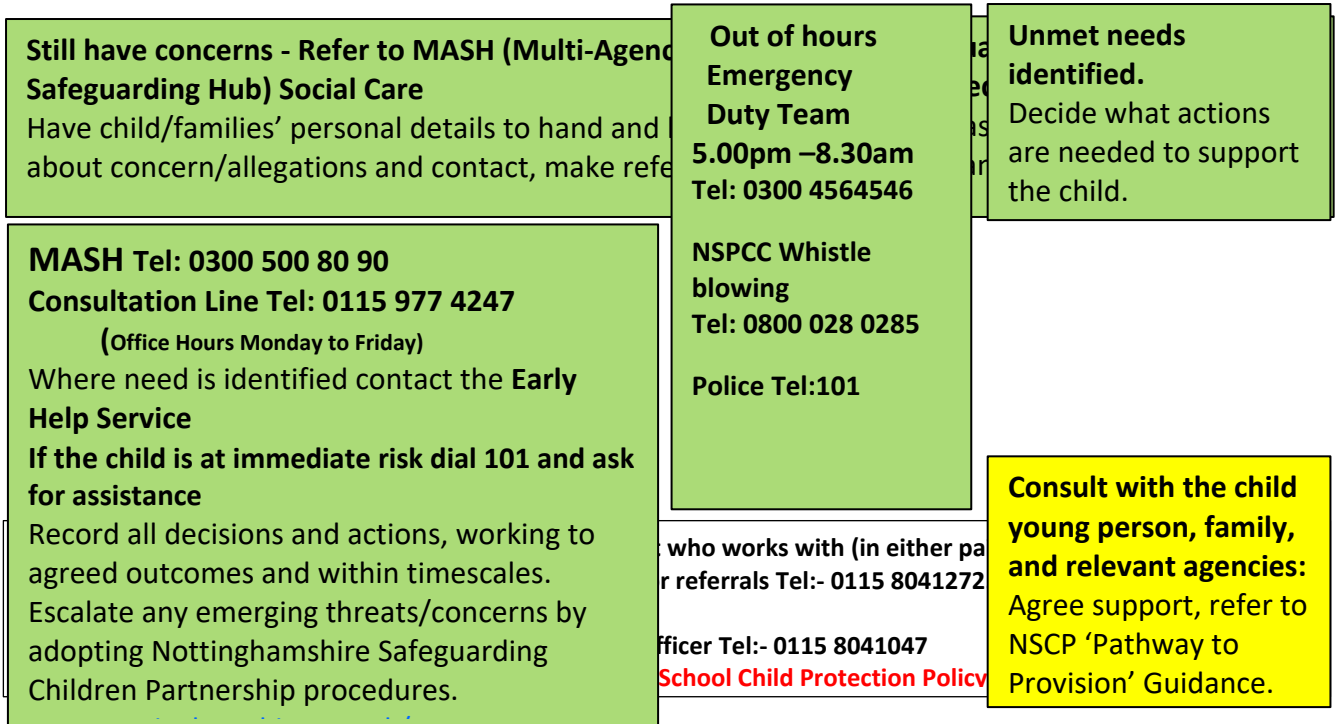 Still have concerns - Refer to MASH (Multi-Agenc
Safeguarding Hub) Social Care
Have child/families’ personal details to hand and
about concern/allegations and contact, make refe
MASH Tel: 0300 500 80 90
Consultation Line Tel: 0115 977 4247
(Office Hours Monday to Friday)
Where need is identified contact the Early
Help Service
If the child is at immediate risk dial 101 and ask
for assistance
Record all decisions and actions, working to
agreed outcomes and within timescales.
Escalate any emerging threats/concerns by
adopting Nottinghamshire Safeguarding
Children Partnership procedures.
Out of hours
Emergency
Duty Team
5.00pm –8.30am
Tel: 0300 4564546
NSPCC Whistle
blowing
Tel: 0800 028 0285
Police Tel:101
Unmet needs
identified.
Decide what actions
are needed to support
the child.
who works with (in either pa
r referrals Tel:- 0115 8041272
fficer Tel:- 0115 8041047
School Child Protection Policy
Consult with the child
young person, family,
and relevant agencies:
Agree support, refer to
NSCP ‘Pathway to
Provision’ Guidance.